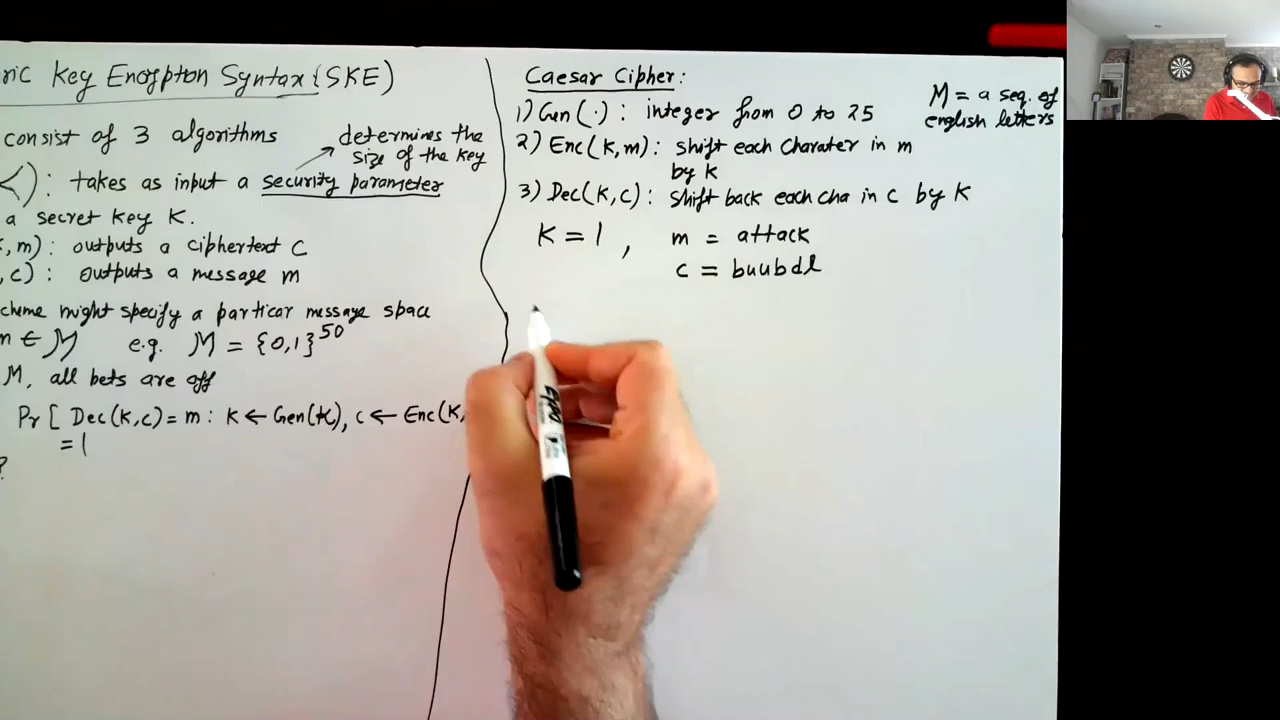 ric Key Encryption Syntax (SKE)
consist of 3 algorithms
determines the
size of the key
: takes as input a security parameter
a secret key K.
, m) : outputs a ciphertext C
, c) : outputs a message m
cheme might specify a particar message space
m ∈ M e.g. M = {0,1}^50
M, all bets are off
Pr [ Dec(K,c) = m : K ← Gen( ), c ← Enc(K,
= 1
?
Caesar Cipher :
M = a seq. of
english letters
1) Gen(·) : integer from 0 to 25
2) Enc(K,m) : shift each Charater in m
by K
3) Dec(K,c) : shift back each cha in c by K
K = 1 , m = attack
c = buubdl